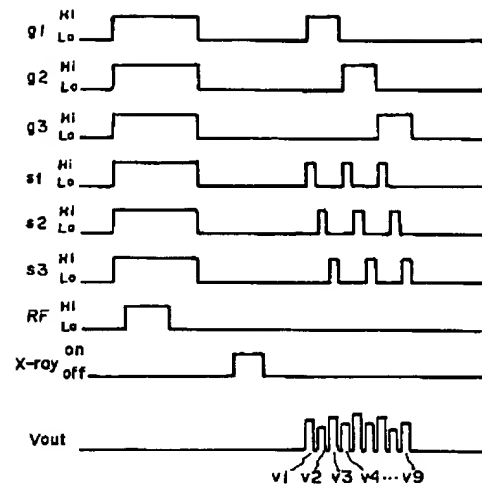 g1 Hi
Lo
g2 Hi
Lo
g3 Hi
Lo
s1 Hi
Lo
s2 Hi
Lo
s3 Hi
Lo
RF Hi
Lo
X-ray on
off
Vout
v1 v2 v3 v4 ··· v9